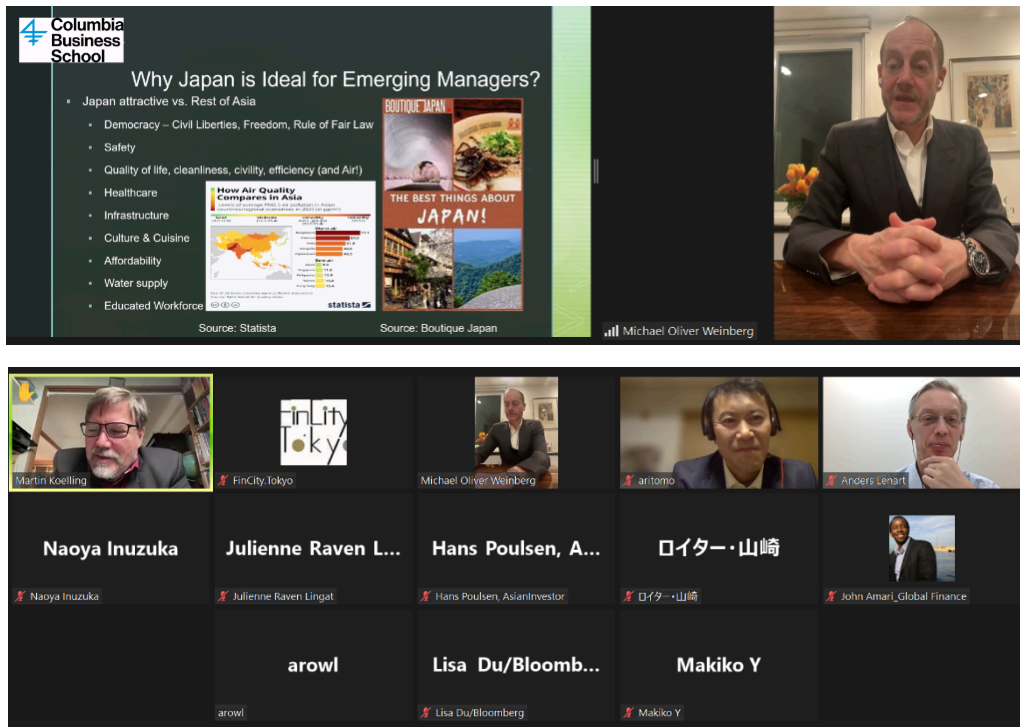 Columbia
Business
School
Why Japan is Ideal for Emerging Managers?
Japan attractive vs. Rest of Asia
Democracy – Civil Liberties, Freedom, Rule of Fair Law
Safety
Quality of life, cleanliness, civility, efficiency (and Air!)
Healthcare
Infrastructure
Culture & Cuisine
Affordability
Water supply
Educated Workforce
How Air Quality
Compares in Asia
statista
Source: Statista
BOUTIQUE JAPAN
THE BEST THINGS ABOUT
JAPAN!
Source: Boutique Japan
Michael Oliver Weinberg
Martin Koelling
FinCity
Tokyo
FinCity.Tokyo
Michael Oliver Weinberg
aritomo
Anders Lenart
Naoya Inuzuka
Naoya Inuzuka
Julienne Raven L...
Julienne Raven Lingat
Hans Poulsen, A...
Hans Poulsen, AsianInvestor
ロイター・山崎
ロイター・山崎
John Amari_Global Finance
arowl
arowl
Lisa Du/Bloomb...
Lisa Du/Bloomberg
Makiko Y
Makiko Y